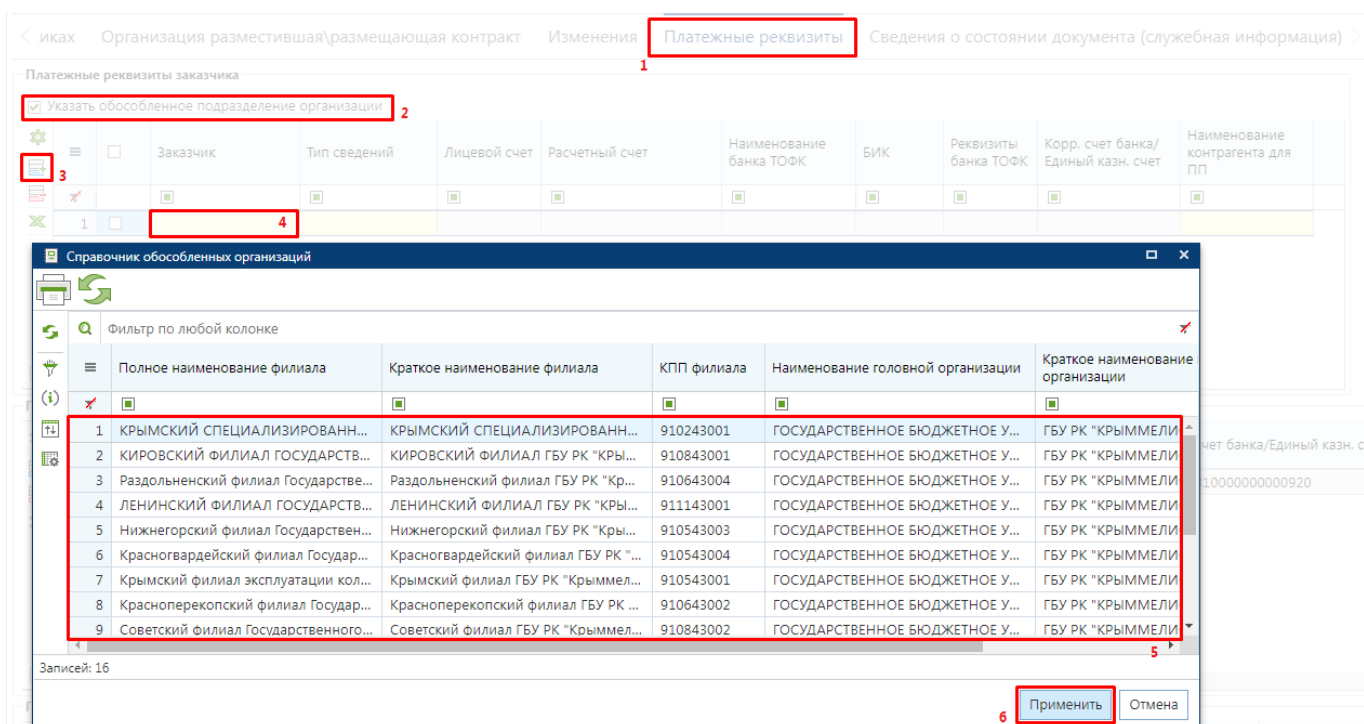 иках Организация разместившая\размещающая контракт Изменения Платежные реквизиты Сведения о состоянии документа (служебная информация)
1
Платежные реквизиты заказчика
Указать обособленное подразделение организации 2
Заказчик Тип сведений Лицевой счет Расчетный счет Наименование банка ТОФК БИК Реквизиты банка ТОФК Корр. счет банка/ Единый казн. счет Наименование контрагента для ПП
3
1 4
Справочник обособленных организаций
Фильтр по любой колонке
Полное наименование филиала Краткое наименование филиала КПП филиала Наименование головной организации Краткое наименование организации
1 КРЫМСКИЙ СПЕЦИАЛИЗИРОВАНН... КРЫМСКИЙ СПЕЦИАЛИЗИРОВАНН... 910243001 ГОСУДАРСТВЕННОЕ БЮДЖЕТНОЕ У... ГБУ РК "КРЫММЕЛИ
2 КИРОВСКИЙ ФИЛИАЛ ГОСУДАРСТВ... КИРОВСКИЙ ФИЛИАЛ ГБУ РК "КРЫ... 910843001 ГОСУДАРСТВЕННОЕ БЮДЖЕТНОЕ У... ГБУ РК "КРЫММЕЛИ
чет банка/Единый казн. с
3 Раздольненский филиал Государстве... Раздольненский филиал ГБУ РК "Кр... 910643004 ГОСУДАРСТВЕННОЕ БЮДЖЕТНОЕ У... ГБУ РК "КРЫММЕЛИ
810000000000920
4 ЛЕНИНСКИЙ ФИЛИАЛ ГОСУДАРСТВ... ЛЕНИНСКИЙ ФИЛИАЛ ГБУ РК "КРЫ... 911143001 ГОСУДАРСТВЕННОЕ БЮДЖЕТНОЕ У... ГБУ РК "КРЫММЕЛИ
5 Нижнегорский филиал Государствен... Нижнегорский филиал ГБУ РК "Кры... 910543003 ГОСУДАРСТВЕННОЕ БЮДЖЕТНОЕ У... ГБУ РК "КРЫММЕЛИ
6 Красногвардейский филиал Государ... Красногвардейский филиал ГБУ РК "... 910543004 ГОСУДАРСТВЕННОЕ БЮДЖЕТНОЕ У... ГБУ РК "КРЫММЕЛИ
7 Крымский филиал эксплуатации кол... Крымский филиал ГБУ РК "Крыммел... 910543001 ГОСУДАРСТВЕННОЕ БЮДЖЕТНОЕ У... ГБУ РК "КРЫММЕЛИ
8 Красноперекопский филиал Государ... Красноперекопский филиал ГБУ РК ... 910643002 ГОСУДАРСТВЕННОЕ БЮДЖЕТНОЕ У... ГБУ РК "КРЫММЕЛИ
9 Советский филиал Государственного... Советский филиал ГБУ РК "Крыммел... 910843002 ГОСУДАРСТВЕННОЕ БЮДЖЕТНОЕ У... ГБУ РК "КРЫММЕЛИ
5
Записей: 16
6 Применить Отмена